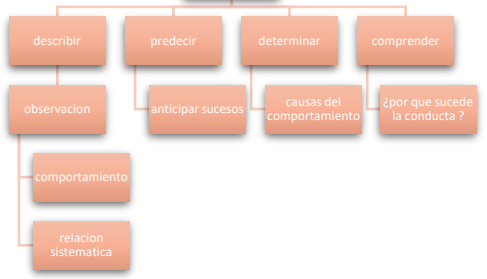 describir
predecir
determinar
comprender
observacion
anticipar sucesos
causas del
comportamiento
¿por que sucede
la conducta ?
comportamiento
relacion
sistematica